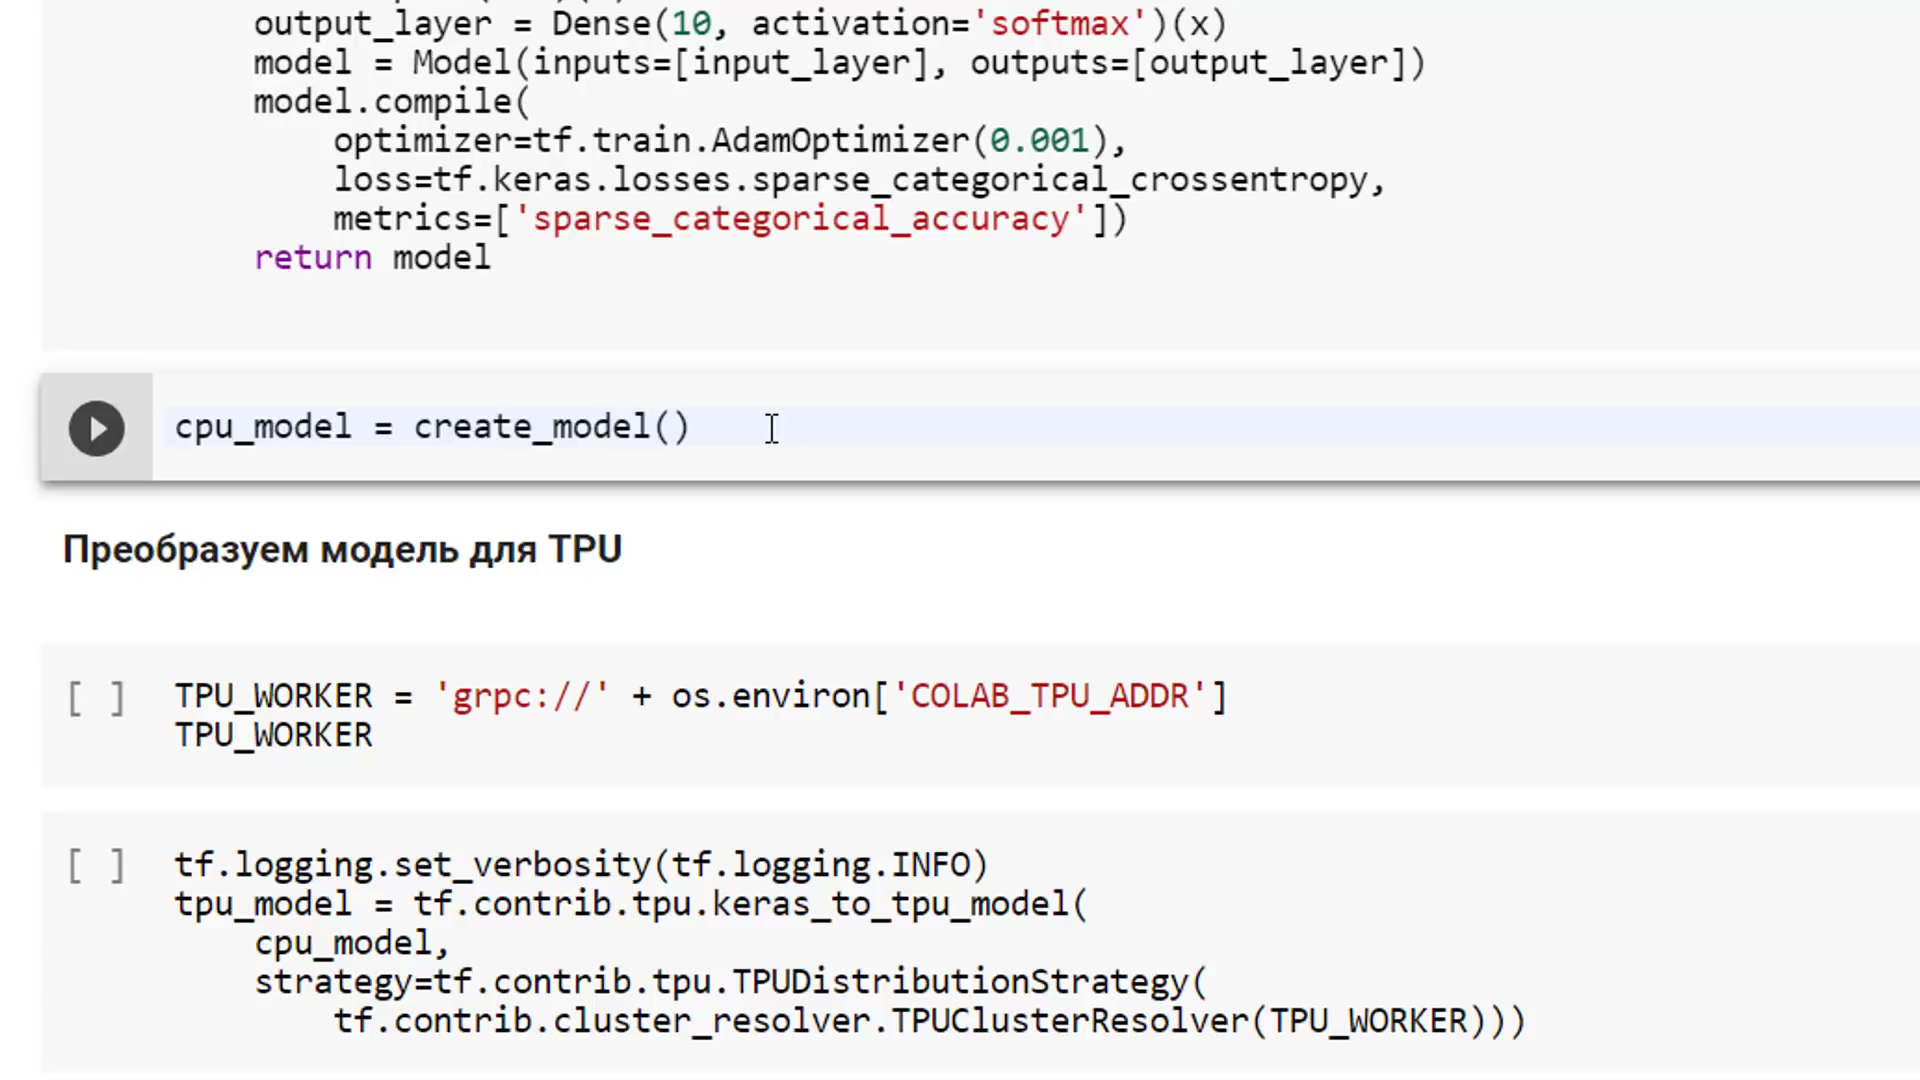 output_layer = Dense(10, activation='softmax')(x)
model = Model(inputs=[input_layer], outputs=[output_layer])
model.compile(
optimizer=tf.train.AdamOptimizer(0.001),
loss=tf.keras.losses.sparse_categorical_crossentropy,
metrics=['sparse_categorical_accuracy'])
return model
cpu_model = create_model()
Преобразуем модель для TPU
[ ] TPU_WORKER = 'grpc://' + os.environ['COLAB_TPU_ADDR']
TPU_WORKER
[ ] tf.logging.set_verbosity(tf.logging.INFO)
tpu_model = tf.contrib.tpu.keras_to_tpu_model(
cpu_model,
strategy=tf.contrib.tpu.TPUDistributionStrategy(
tf.contrib.cluster_resolver.TPUClusterResolver(TPU_WORKER)))